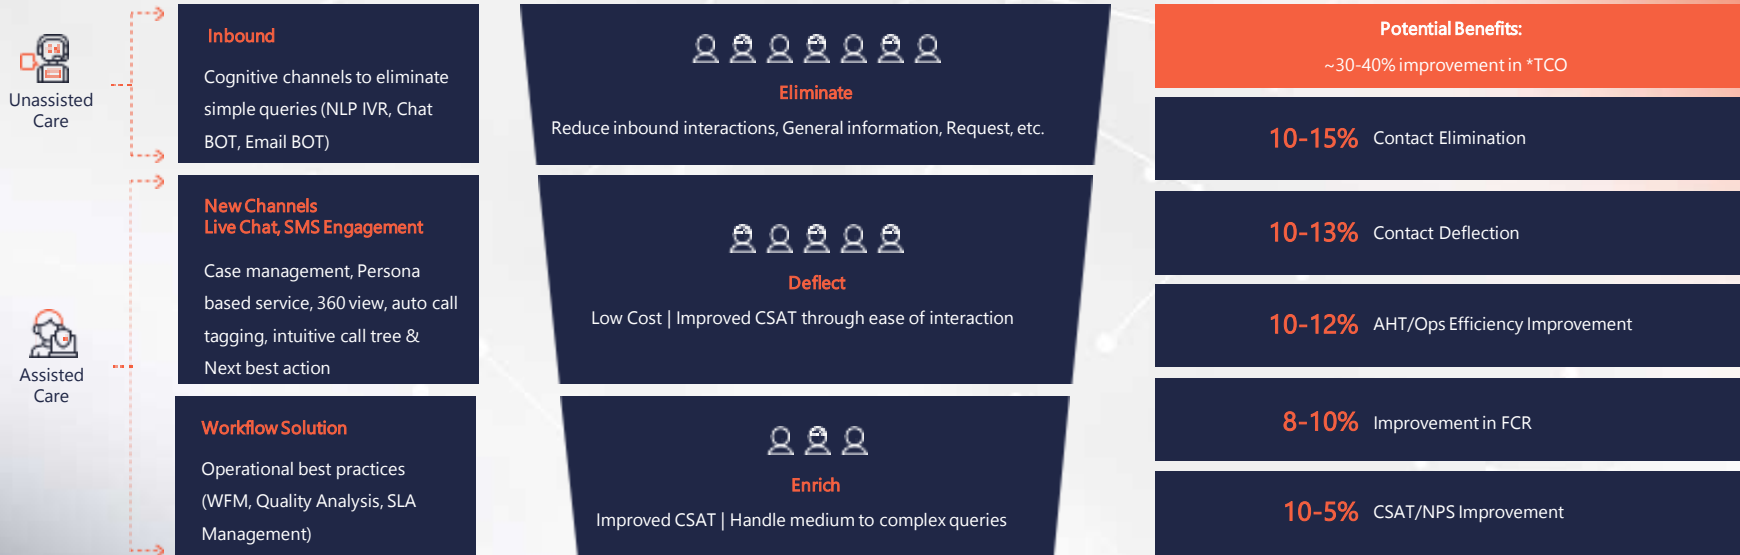 Unassisted
Care
Assisted
Care
Inbound
Cognitive channels to eliminate
simple queries (NLP IVR, Chat
BOT, Email BOT)
New Channels
Live Chat, SMS Engagement
Case management, Persona
based service, 360 view, auto call
tagging, intuitive call tree &
Next best action
Workflow Solution
Operational best practices
(WFM, Quality Analysis, SLA
Management)
Eliminate
Reduce inbound interactions, General information, Request, etc.
Deflect
Low Cost | Improved CSAT through ease of interaction
Enrich
Improved CSAT | Handle medium to complex queries
Potential Benefits:
~30-40% improvement in *TCO
10-15% Contact Elimination
10-13% Contact Deflection
10-12% AHT/Ops Efficiency Improvement
8-10% Improvement in FCR
10-5% CSAT/NPS Improvement